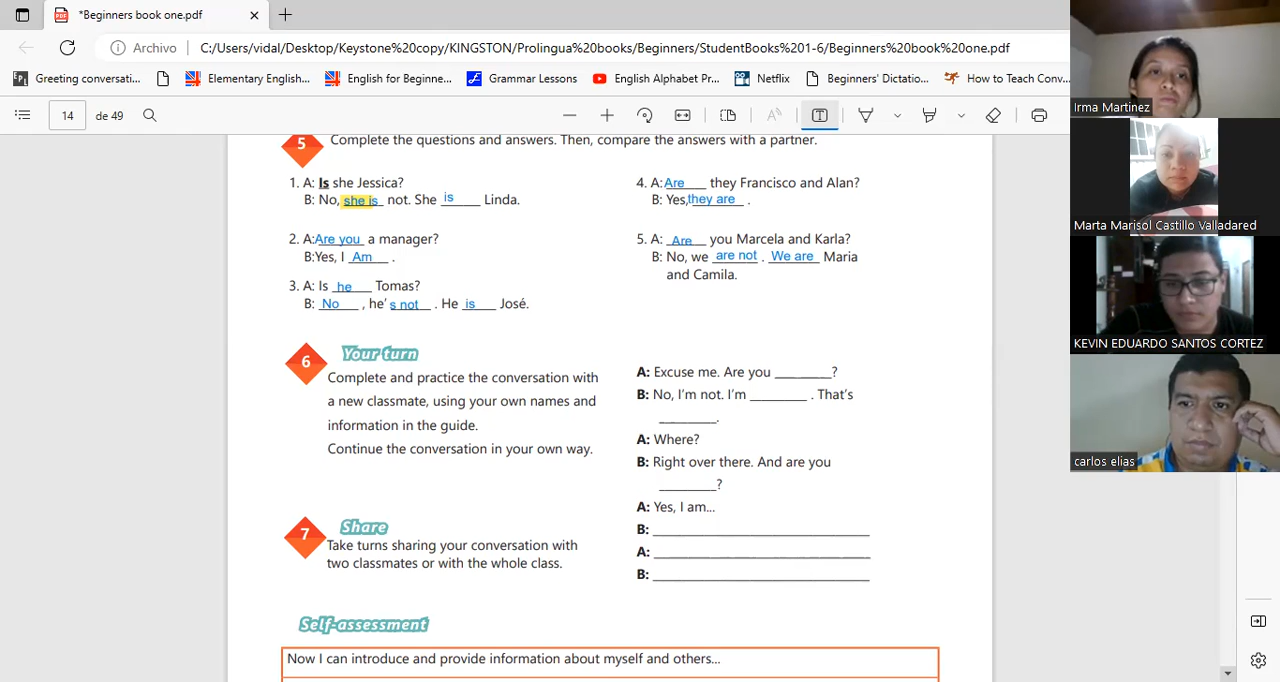 *Beginners book one.pdf
Archivo C:/Users/vidal/Desktop/Keystone%20copy/KINGSTON/Prolingua%20books/Beginners/StudentBooks%201-6/Beginners%20book%20one.pdf
Greeting conversati... Elementary English... English for Beginne... Grammar Lessons English Alphabet Pr... Netflix Beginners' Dictatio... How to Teach Conv...
14 de 49
5 Complete the questions and answers. Then, compare the answers with a partner.
1. A: Is she Jessica?
B: No, she is not. She is Linda.
2. A: Are you a manager?
B: Yes, I Am .
3. A: Is he Tomas?
B: No , he's not . He is José.
4. A: Are they Francisco and Alan?
B: Yes, they are .
5. A: Are you Marcela and Karla?
B: No, we are not . We are Maria
and Camila.
6 Your turn
Complete and practice the conversation with
a new classmate, using your own names and
information in the guide.
Continue the conversation in your own way.
A: Excuse me. Are you ________?
B: No, I'm not. I'm ________ . That's
________.
A: Where?
B: Right over there. And are you
________?
A: Yes, I am...
B: ______________________________
A: ______________________________
B: ______________________________
7 Share
Take turns sharing your conversation with
two classmates or with the whole class.
Self-assessment
Now I can introduce and provide information about myself and others...
Irma Martinez
Marta Marisol Castillo Valladared
KEVIN EDUARDO SANTOS CORTEZ
carlos elias